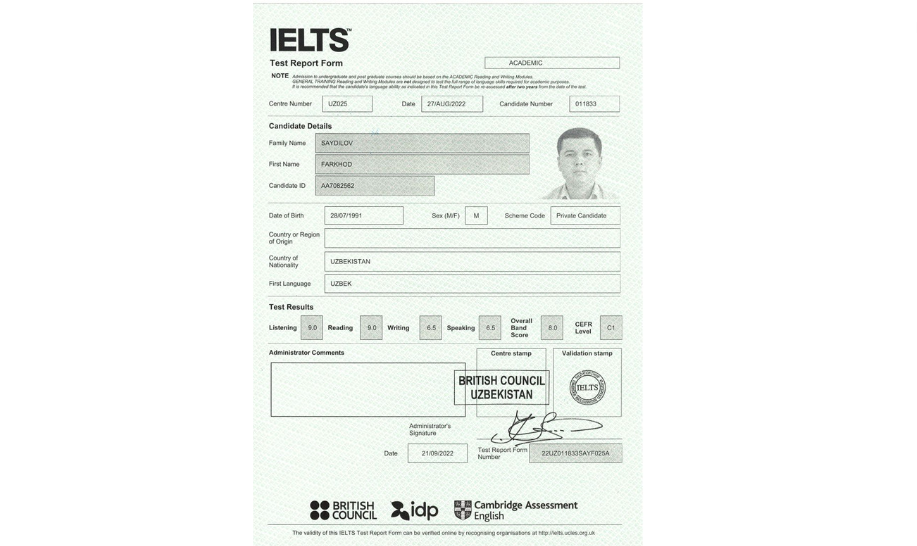 IELTS™
Test Report Form
ACADEMIC
NOTE Admission to undergraduate and post graduate courses should be based on the ACADEMIC Reading and Writing Modules.
GENERAL TRAINING Reading and Writing Modules are not designed to test the full range of language skills required for academic purposes.
It is recommended that the candidate's language ability as indicated in this Test Report Form be re-assessed after two years from the date of the test.
Centre Number UZ025 Date 27/AUG/2022 Candidate Number 011833
Candidate Details
Family Name SAYDILOV
First Name FARKHOD
Candidate ID
Date of Birth 28/07/1991 Sex (M/F) M Scheme Code Private Candidate
Country or Region
of Origin
Country of
Nationality
UZBEKISTAN
First Language UZBEK
Test Results
Listening 9.0 Reading 9.0 Writing 6.5 Speaking 6.5 Overall
Band
Score
8.0 CEFR
Level
C1
Administrator Comments
Centre stamp
Validation stamp
BRITISH COUNCIL
UZBEKISTAN
IELTS
Administrator's
Signature
Date 21/09/2022
Test Report Form
Number
22UZ011833SAYF025A
BRITISH
COUNCIL
idp
Cambridge Assessment
English
The validity of this IELTS Test Report Form can be verified online by recognising organisations at http://ielts.ucles.org.uk